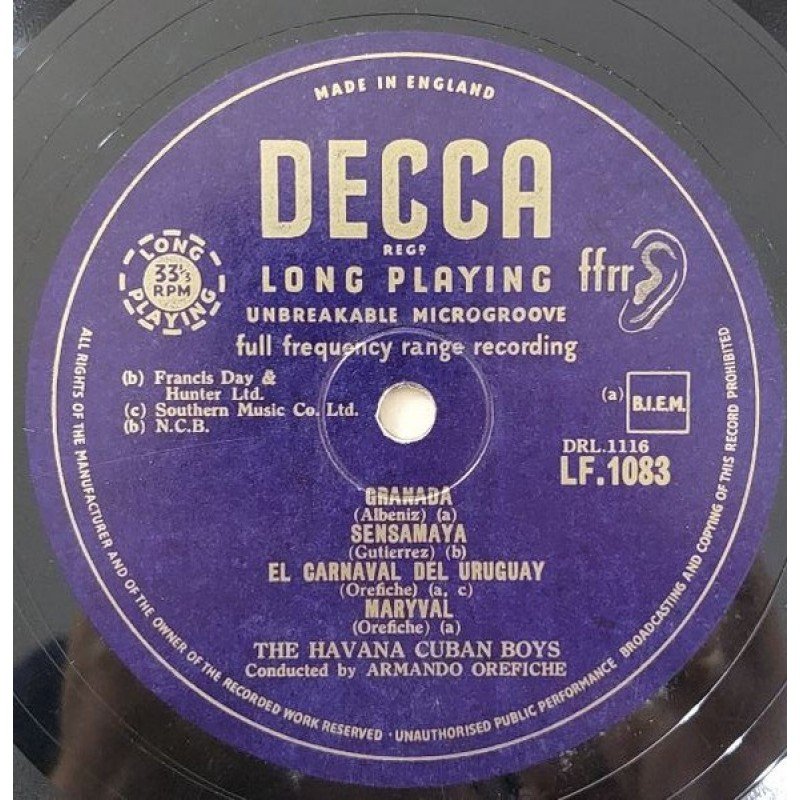 MADE IN ENGLAND
DECCA
REGD
LONG PLAYING
33⅓
RPM
LONG PLAYING
ffrr
UNBREAKABLE MICROGROOVE
full frequency range recording
(b) Francis Day &
Hunter Ltd.
(c) Southern Music Co. Ltd.
(b) N.C.B.
(a) B.I.E.M.
DRL.1116
LF.1083
GRANADA
(Albeniz) (a)
SENSAMAYA
(Gutierrez) (b)
EL CARNAVAL DEL URUGUAY
(Orefiche) (a, c)
MARYVAL
(Orefiche) (a)
THE HAVANA CUBAN BOYS
Conducted by ARMANDO OREFICHE
ALL RIGHTS OF THE MANUFACTURER AND OF THE OWNER OF THE RECORDED WORK RESERVED · UNAUTHORISED PUBLIC PERFORMANCE BROADCASTING AND COPYING OF THIS RECORD PROHIBITED